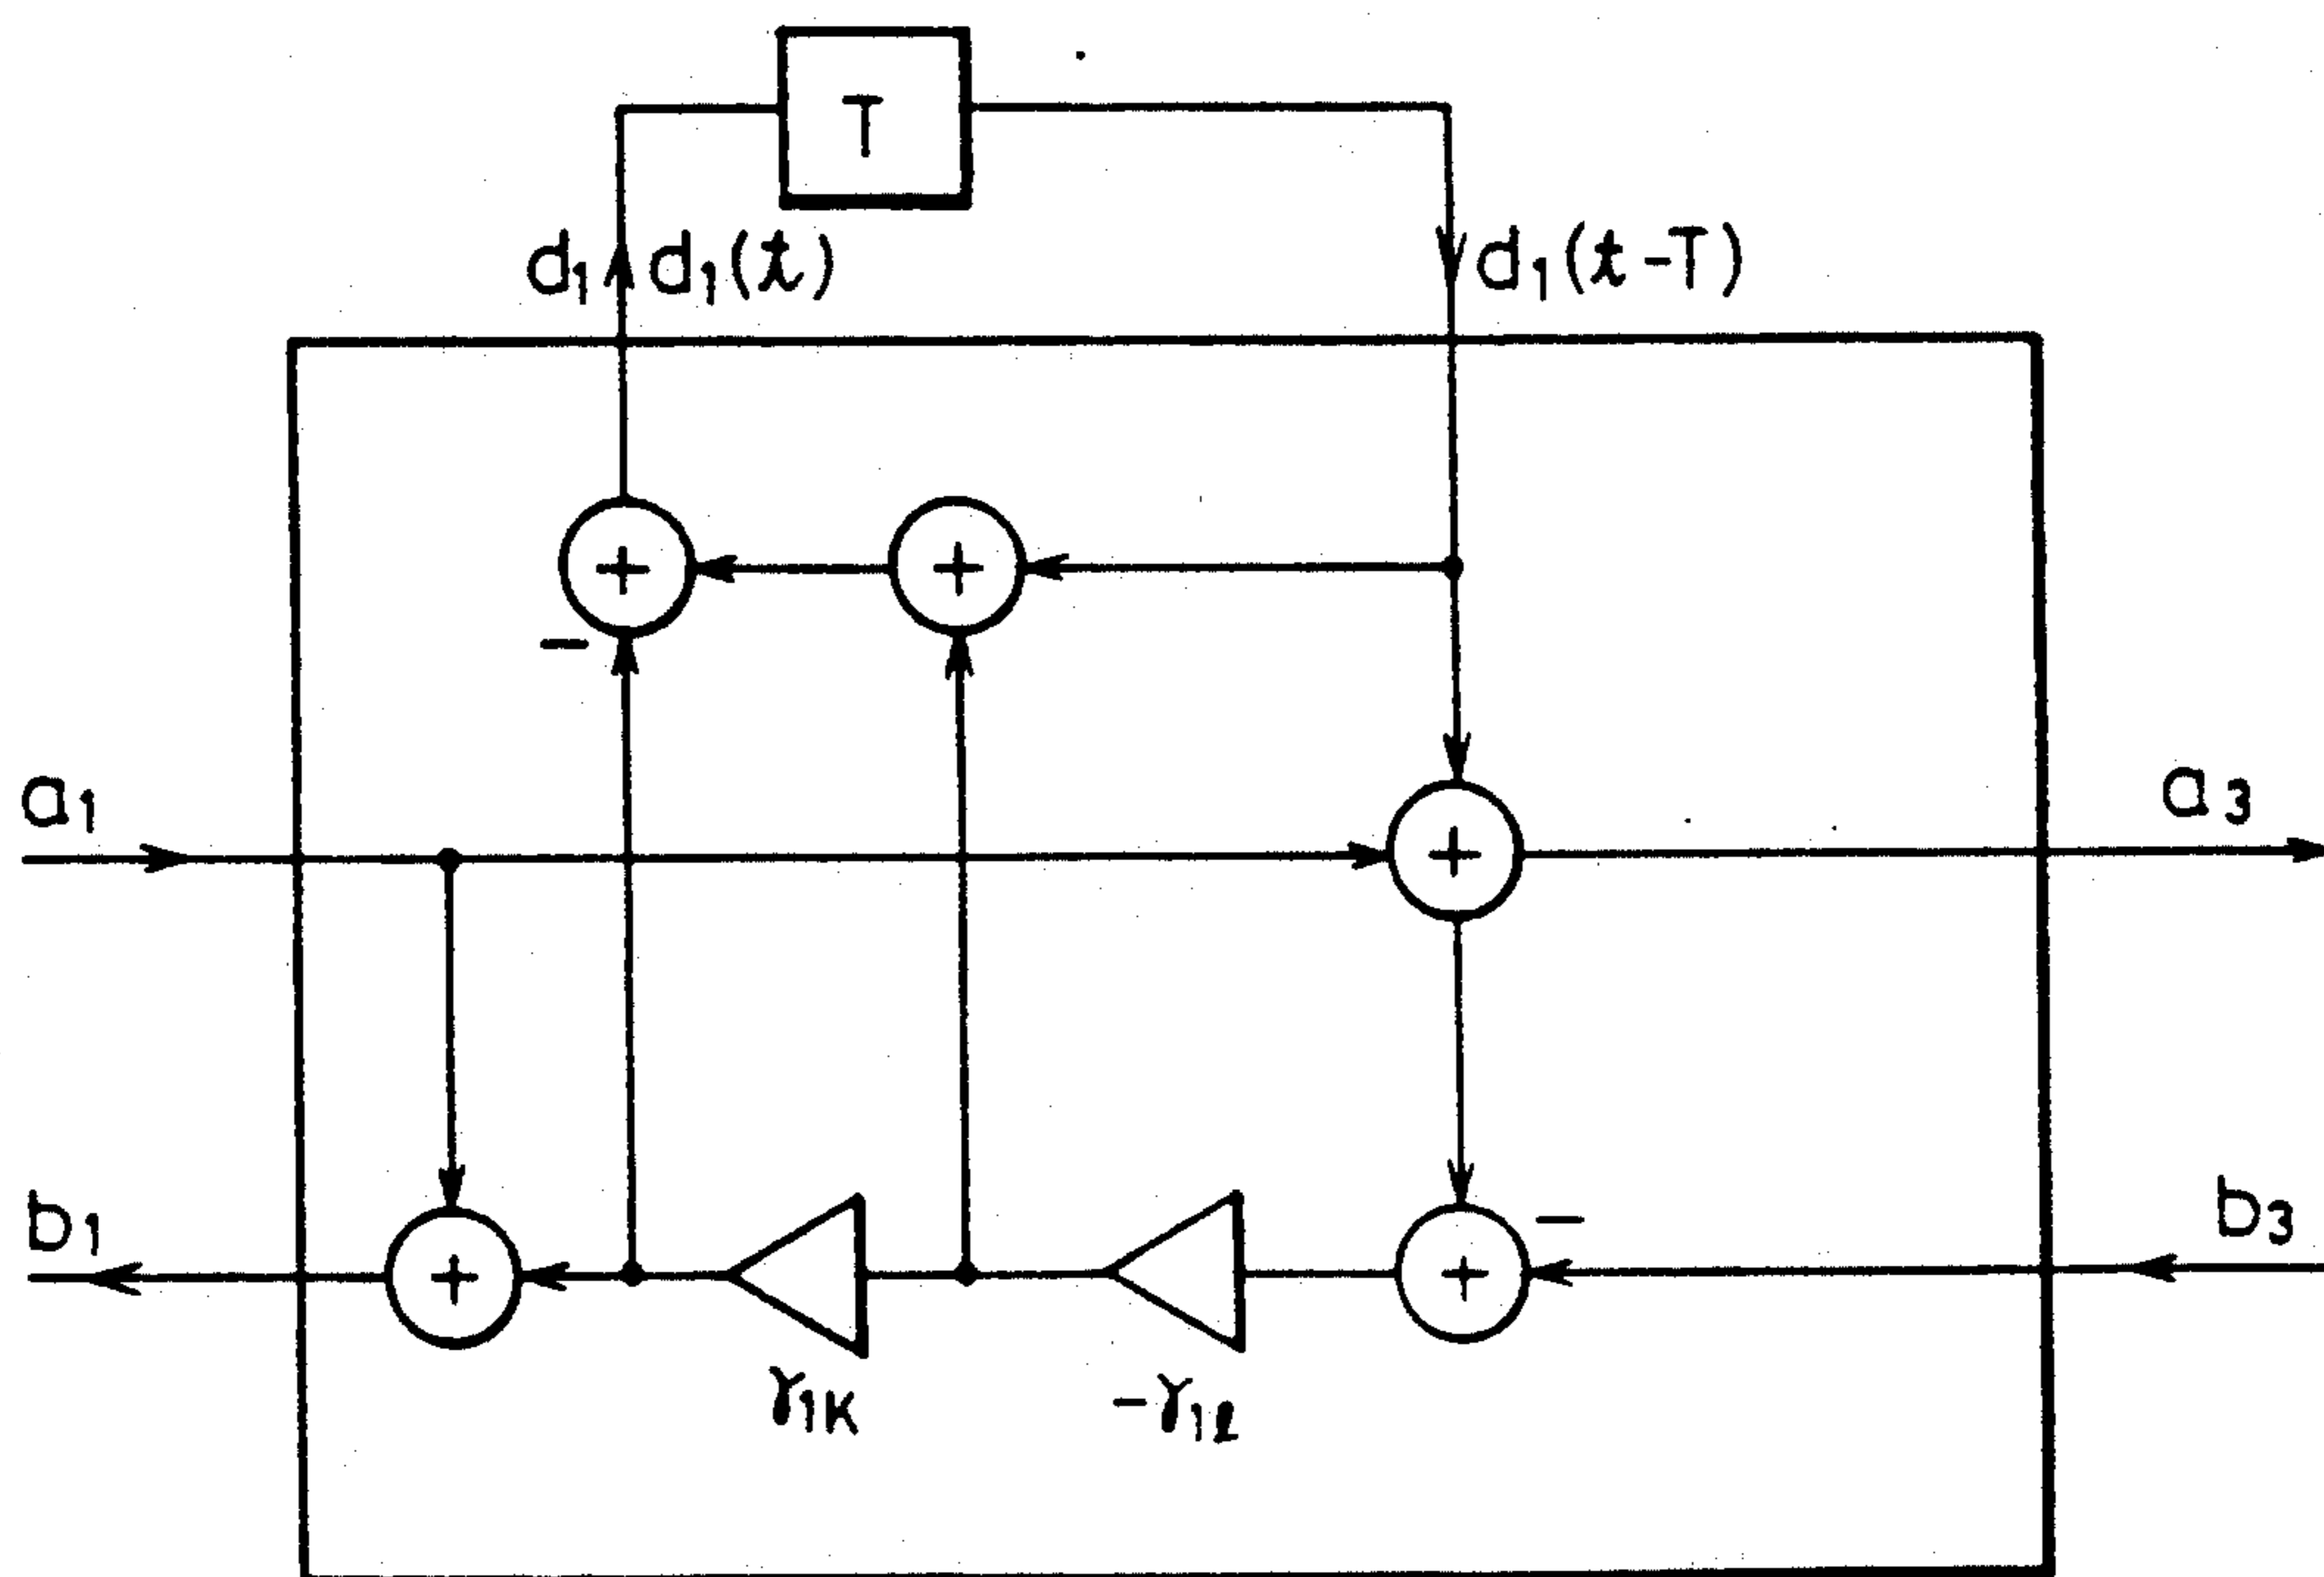 T
d₁ d₁(t) d₁(t-T)
+ +
-
a₁ a₃
+
b₁ - b₃
+ +
γ₁K -γ₁ℓ